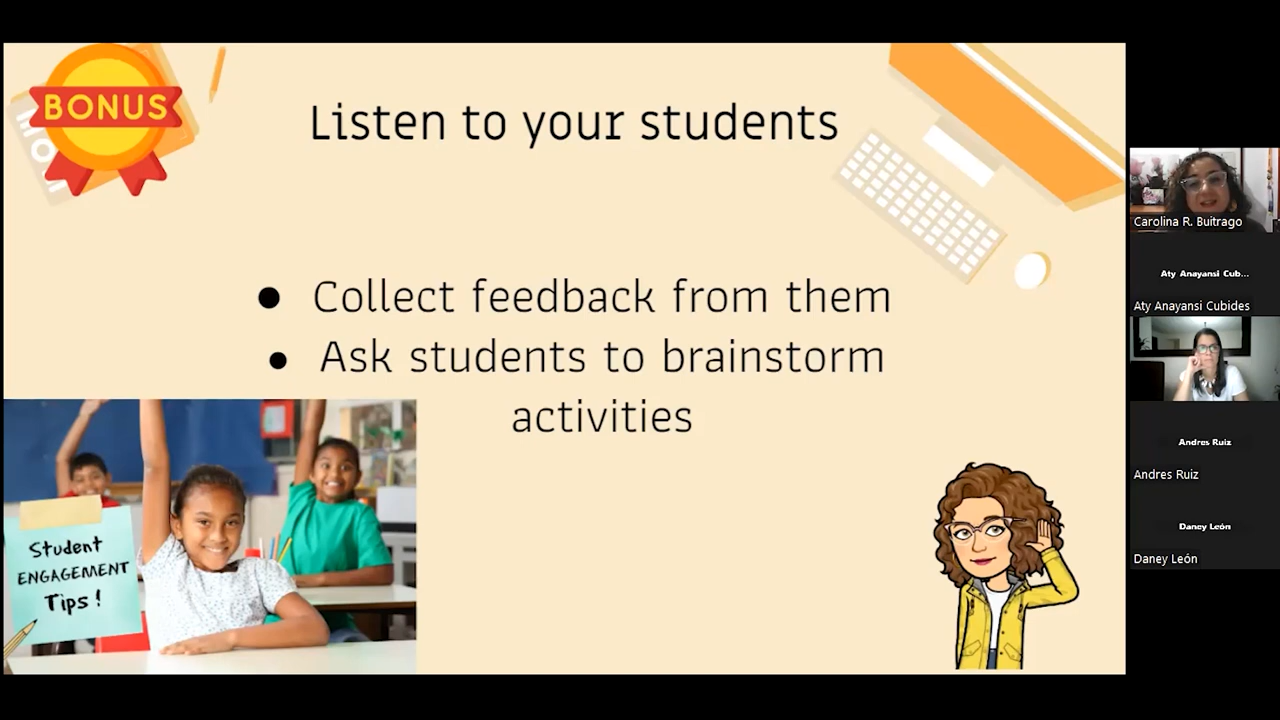 BONUS
Listen to your students
● Collect feedback from them
● Ask students to brainstorm
activities
Student
ENGAGEMENT
Tips!
Carolina R. Buitrago
Aty Anayansi Cub...
Aty Anayansi Cubides
Andres Ruiz
Andres Ruiz
Daney León
Daney León